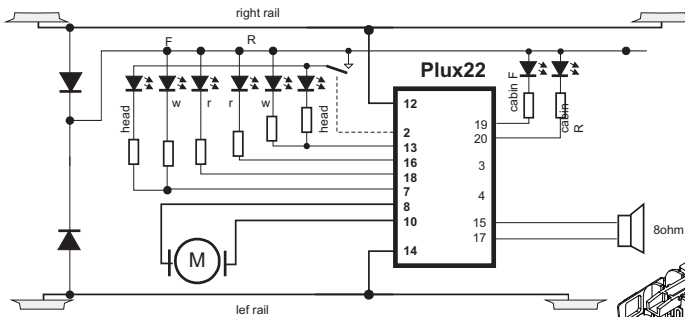 right rail
F
R
Plux22
head
w
r
r
w
head
cabin F
cabin
R
12
2
13
16
18
7
8
10
14
19
20
3
4
15
17
M
8ohm
lef rail